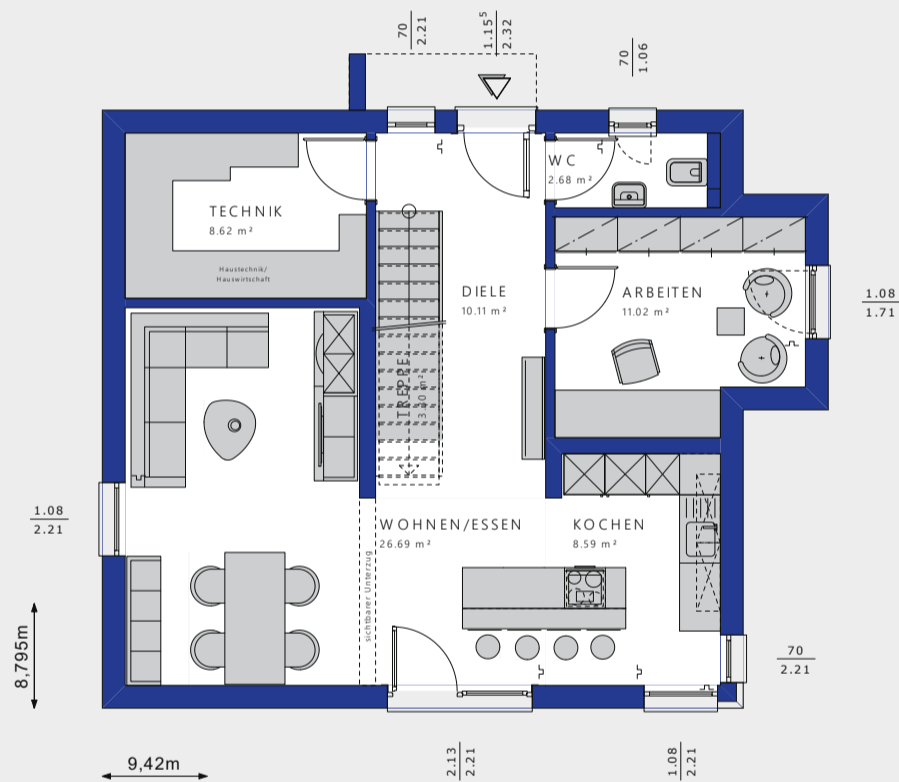 70
2.21
1.15⁵
2.32
70
1.06
WC
2.68 m²
TECHNIK
8.62 m²
Haustechnik/
Hauswirtschaft
DIELE
10.11 m²
ARBEITEN
11.02 m²
1.08
1.71
TREPPE
1.08
2.21
WOHNEN/ESSEN
26.69 m²
KOCHEN
8.59 m²
sichtbarer Unterzug
8,795m
70
2.21
9,42m
2.13
2.21
1.08
2.21